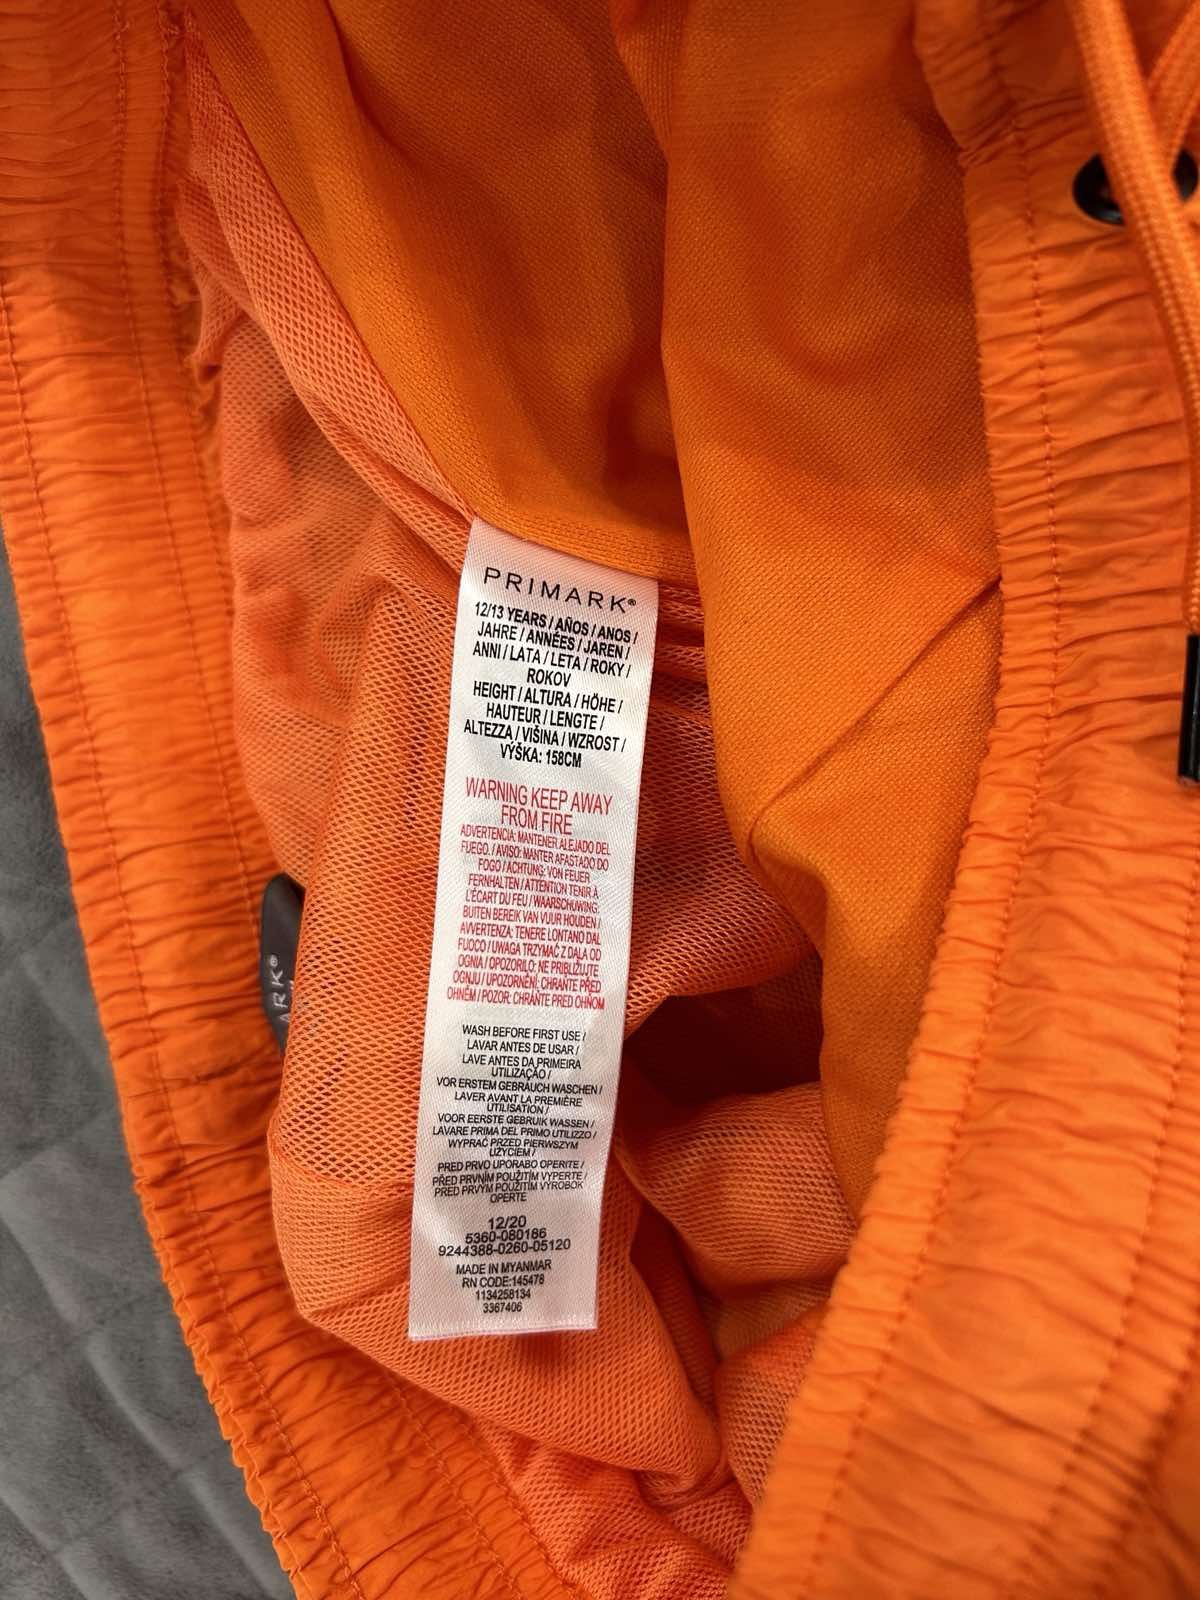 PRIMARK®
12/13 YEARS / AÑOS / ANOS /
JAHRE / ANNÉES / JAREN /
ANNI / LATA / LETA / ROKY /
ROKOV
HEIGHT / ALTURA / HÖHE /
HAUTEUR / LENGTE /
ALTEZZA / VIŠINA / WZROST /
VÝŠKA: 158CM
WARNING KEEP AWAY
FROM FIRE
ADVERTENCIA: MANTENER ALEJADO DEL
FUEGO. / AVISO: MANTER AFASTADO DO
FOGO / ACHTUNG: VON FEUER
FERNHALTEN / ATTENTION TENIR À
L'ÉCART DU FEU / WAARSCHUWING:
BUITEN BEREIK VAN VUUR HOUDEN /
AVVERTENZA: TENERE LONTANO DAL
FUOCO / UWAGA TRZYMAĆ Z DALA OD
OGNIA / OPOZORILO: NE PRIBLIŽUJTE
OGNJU / UPOZORNĚNÍ: CHRAŇTE PŘED
OHNĚM / POZOR: CHRÁŇTE PRED OHŇOM
WASH BEFORE FIRST USE /
LAVAR ANTES DE USAR /
LAVE ANTES DA PRIMEIRA
UTILIZAÇÃO /
VOR ERSTEM GEBRAUCH WASCHEN /
LAVER AVANT LA PREMIÈRE
UTILISATION /
VOOR EERSTE GEBRUIK WASSEN /
LAVARE PRIMA DEL PRIMO UTILIZZO /
WYPRAĆ PRZED PIERWSZYM
UŻYCIEM /
PRED PRVO UPORABO OPERITE /
PŘED PRVNÍM POUŽITÍM VYPERTE /
PRED PRVÝM POUŽITÍM VÝROBOK
OPERTE
12/20
5360-080186
9244388-0260-05120
MADE IN MYANMAR
RN CODE:145478
1134258134
3367406
ARK®